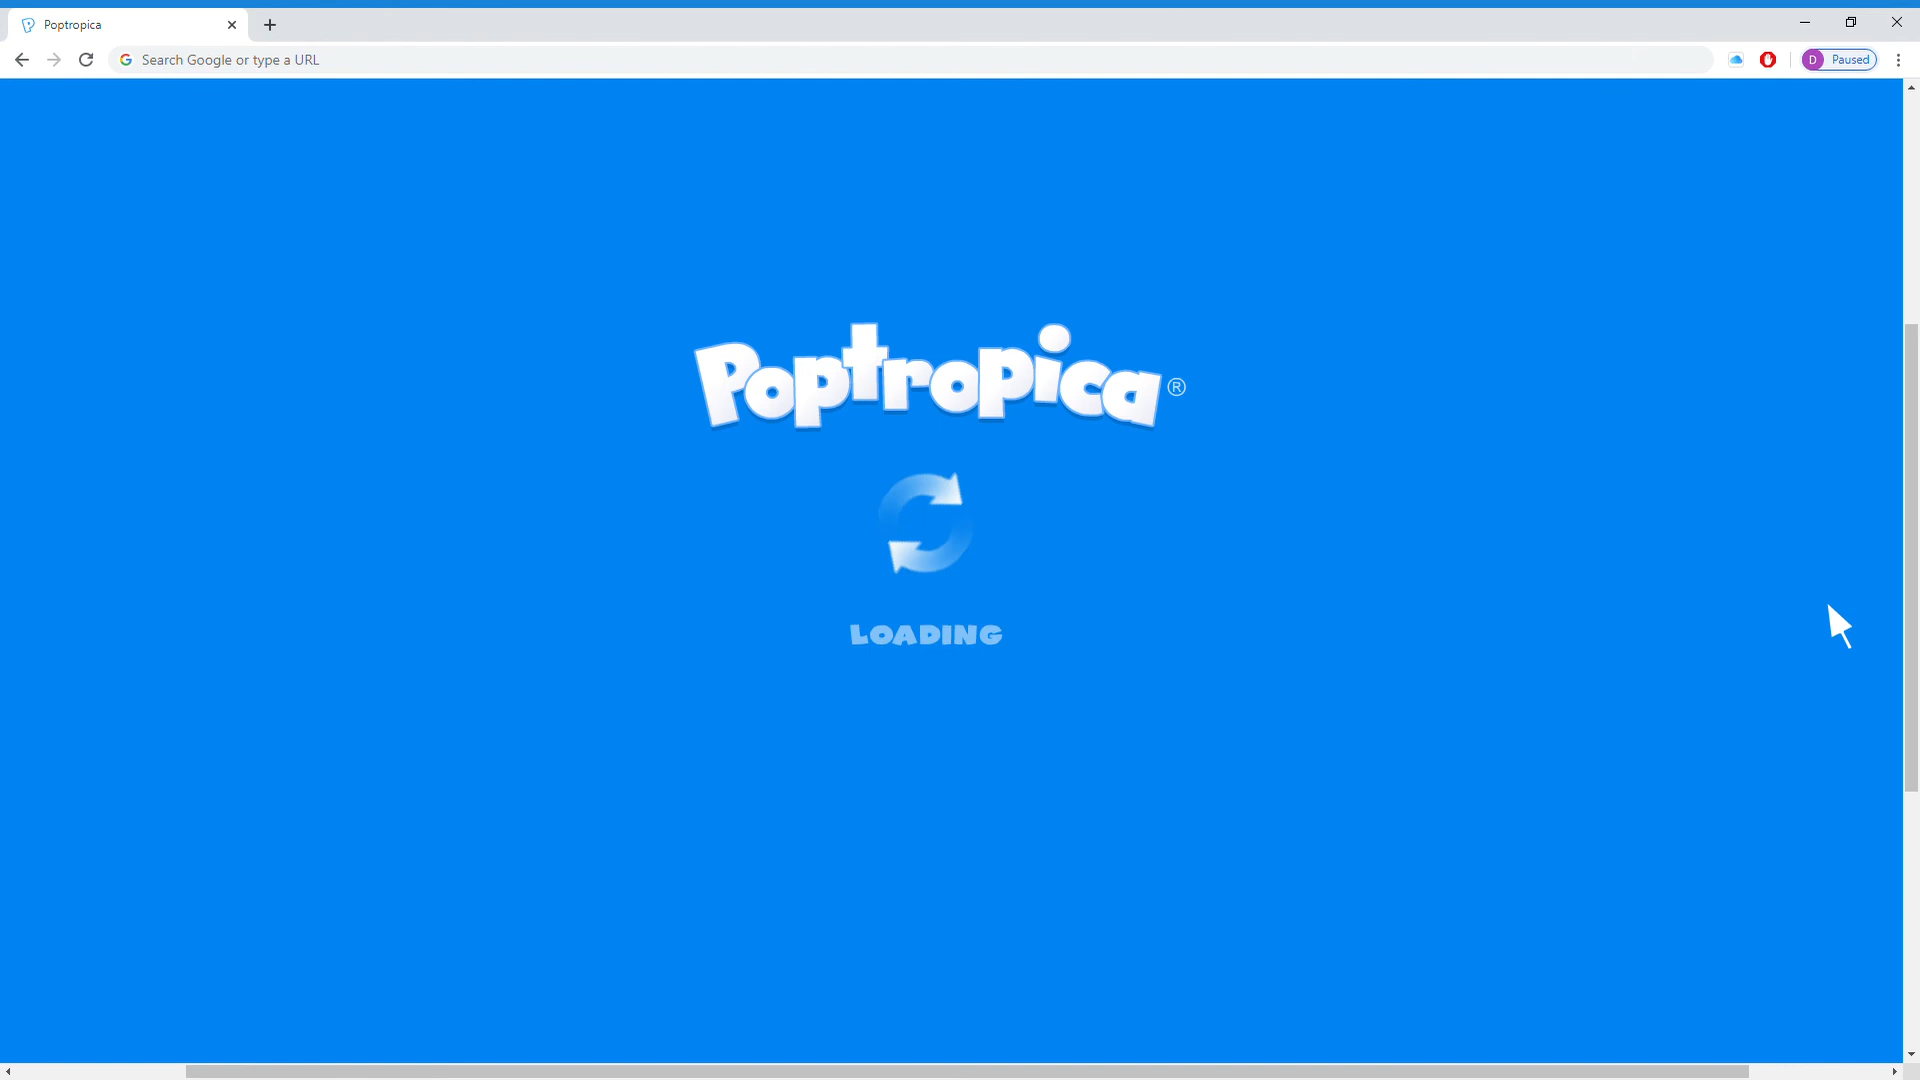 Poptropica
Search Google or type a URL
D Paused
Poptropica®
LOADING